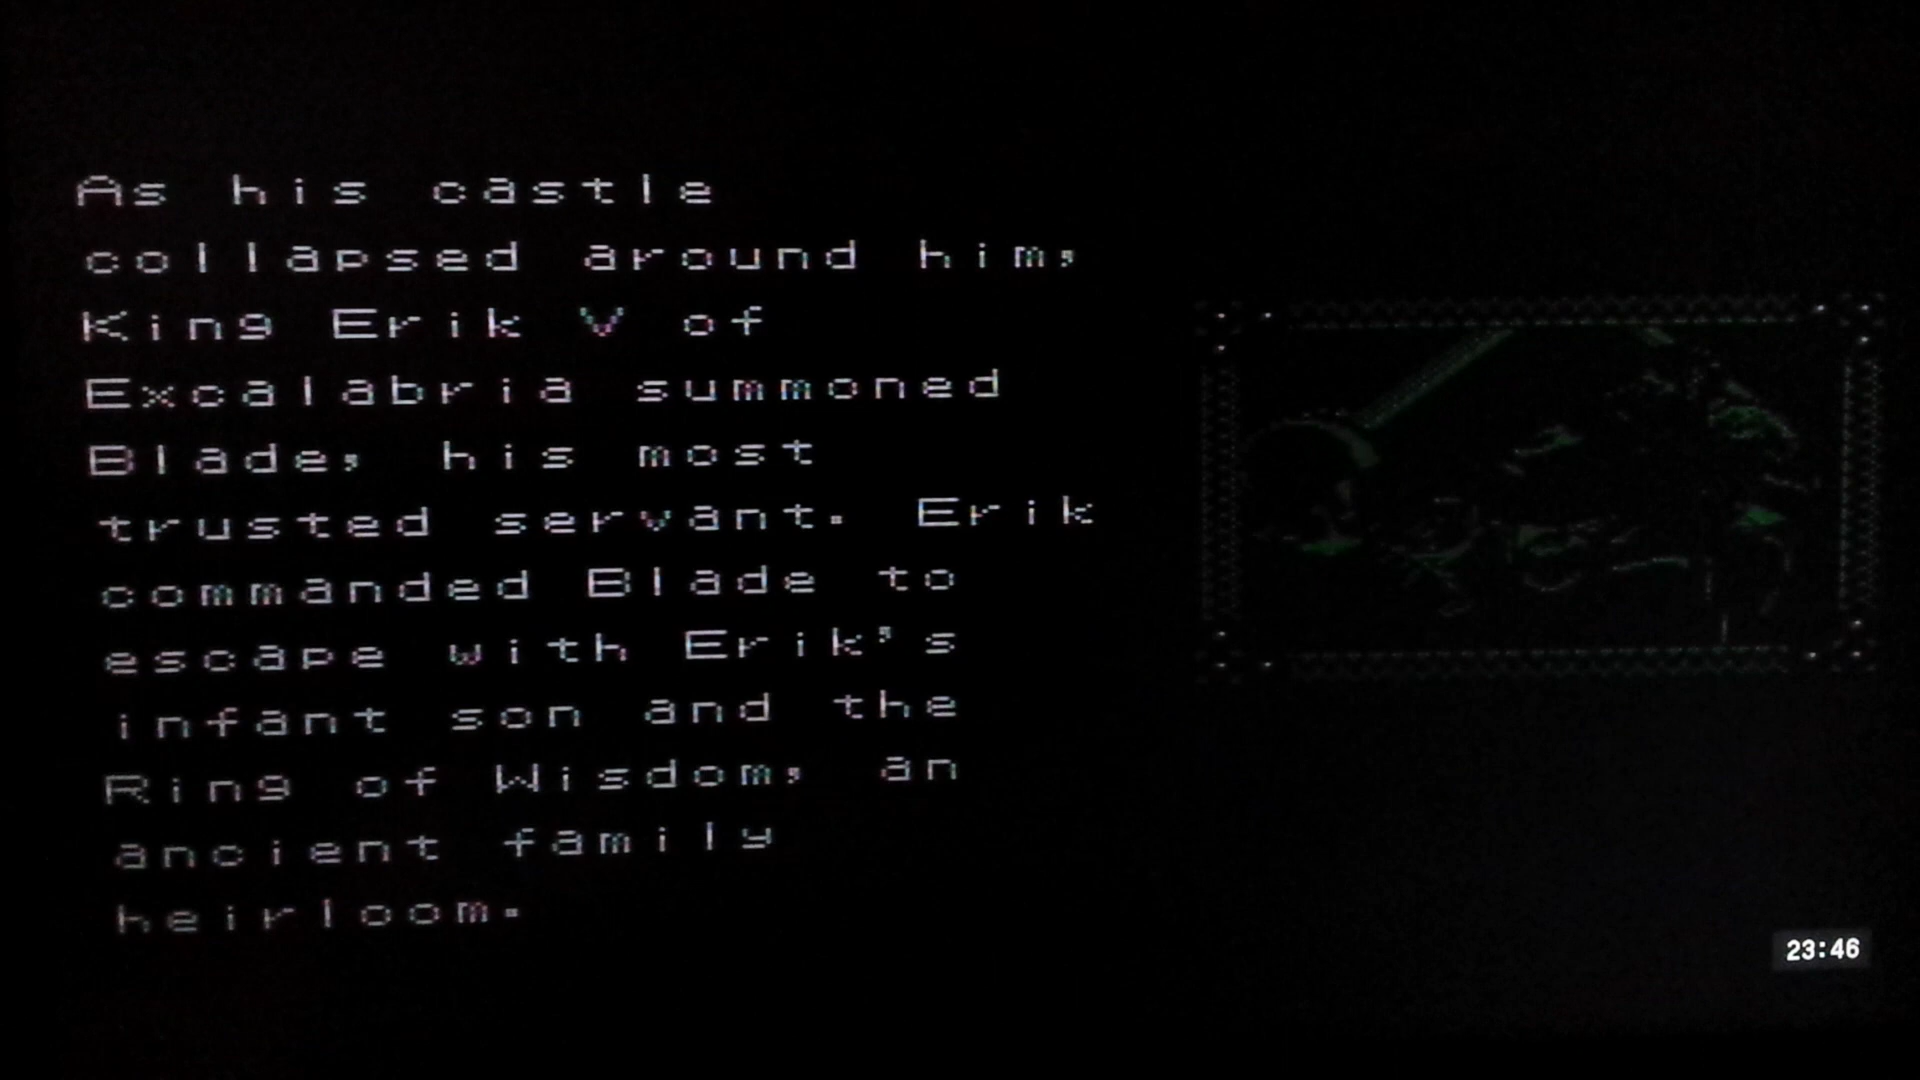 As his castle
collapsed around him,
King Erik V of
Excalabria summoned
Blade, his most
trusted servant. Erik
commanded Blade to
escape with Erik's
infant son and the
Ring of Wisdom, an
ancient family
heirloom.
23:46